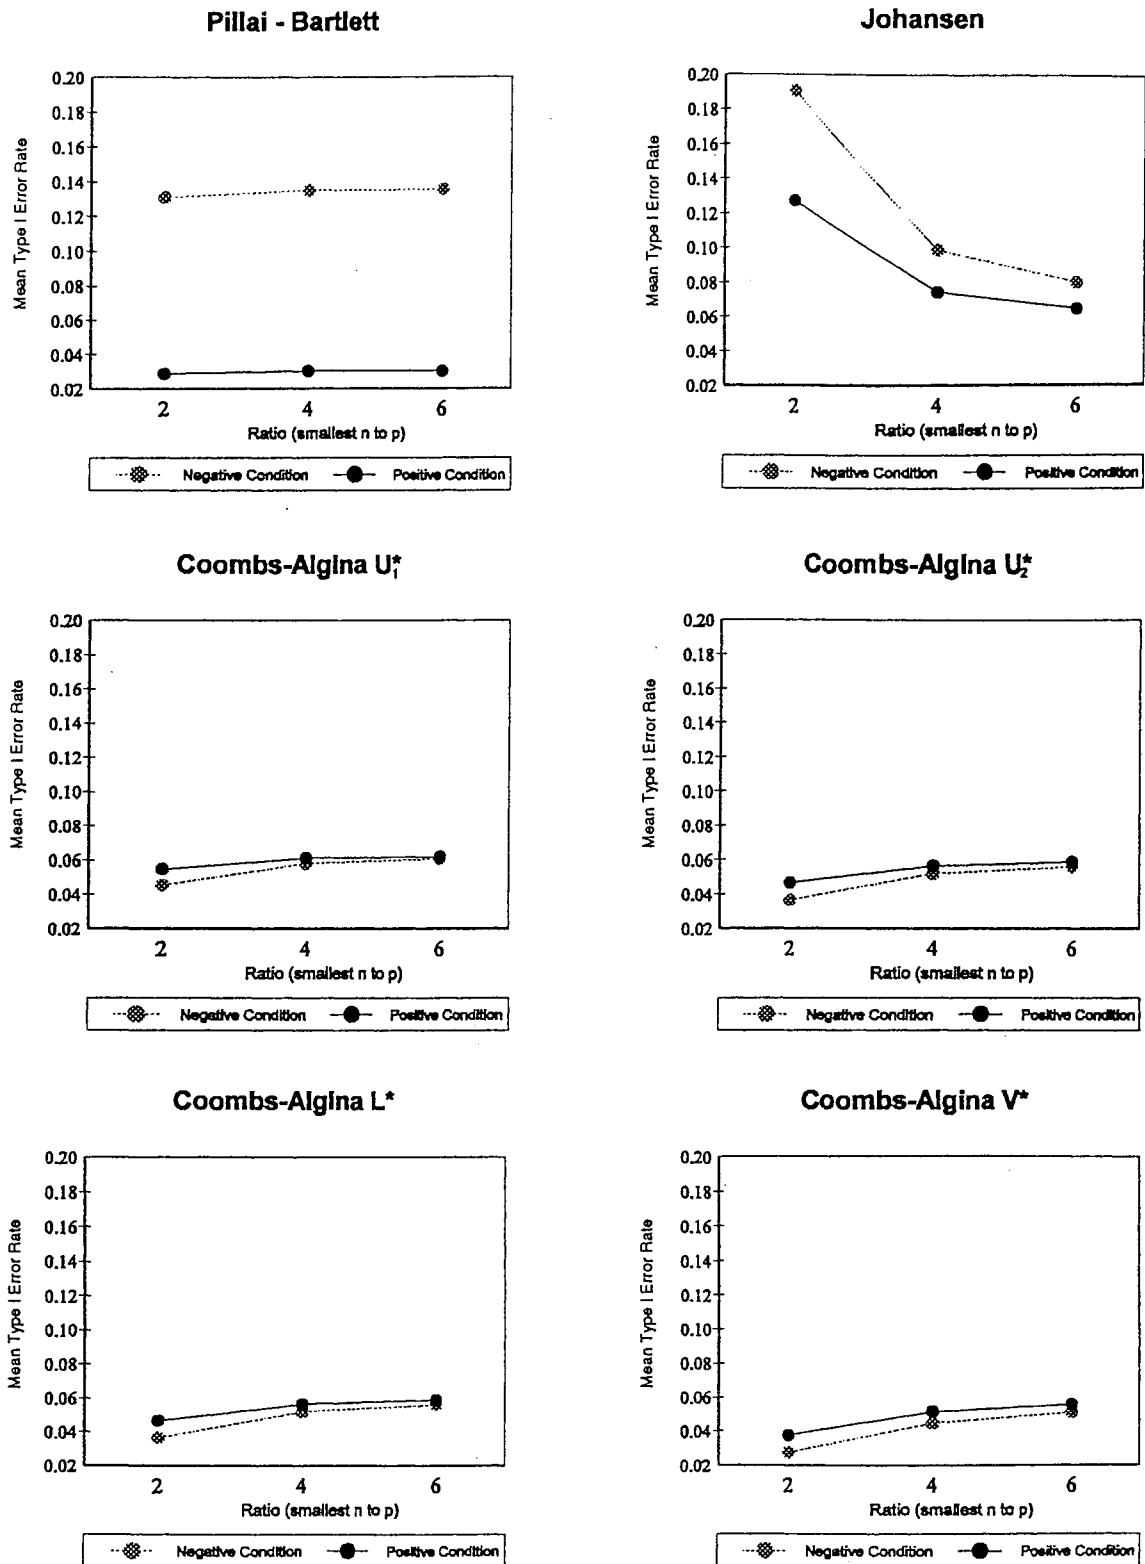 Pillai - Bartlett
Mean Type I Error Rate
0.20
0.18
0.16
0.14
0.12
0.10
0.08
0.06
0.04
0.02
2 4 6
Ratio (smallest n to p)
Negative Condition Positive Condition
Johansen
Mean Type I Error Rate
0.20
0.18
0.16
0.14
0.12
0.10
0.08
0.06
0.04
0.02
2 4 6
Ratio (smallest n to p)
Negative Condition Positive Condition
Coombs-Algina U₁*
Mean Type I Error Rate
0.20
0.18
0.16
0.14
0.12
0.10
0.08
0.06
0.04
0.02
2 4 6
Ratio (smallest n to p)
Negative Condition Positive Condition
Coombs-Algina U₂*
Mean Type I Error Rate
0.20
0.18
0.16
0.14
0.12
0.10
0.08
0.06
0.04
0.02
2 4 6
Ratio (smallest n to p)
Negative Condition Positive Condition
Coombs-Algina L*
Mean Type I Error Rate
0.20
0.18
0.16
0.14
0.12
0.10
0.08
0.06
0.04
0.02
2 4 6
Ratio (smallest n to p)
Negative Condition Positive Condition
Coombs-Algina V*
Mean Type I Error Rate
0.20
0.18
0.16
0.14
0.12
0.10
0.08
0.06
0.04
0.02
2 4 6
Ratio (smallest n to p)
Negative Condition Positive Condition